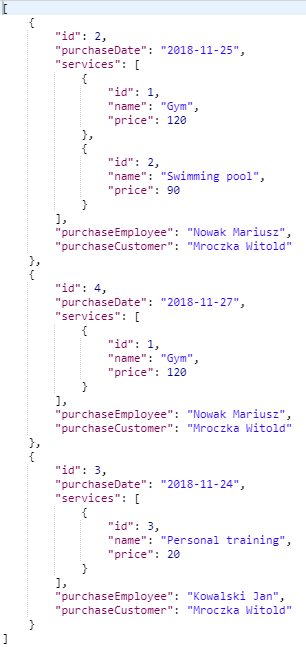 [
    {
        "id": 2,
        "purchaseDate": "2018-11-25",
        "services": [
            {
                "id": 1,
                "name": "Gym",
                "price": 120
            },
            {
                "id": 2,
                "name": "Swimming pool",
                "price": 90
            }
        ],
        "purchaseEmployee": "Nowak Mariusz",
        "purchaseCustomer": "Mroczka Witold"
    },
    {
        "id": 4,
        "purchaseDate": "2018-11-27",
        "services": [
            {
                "id": 1,
                "name": "Gym",
                "price": 120
            }
        ],
        "purchaseEmployee": "Nowak Mariusz",
        "purchaseCustomer": "Mroczka Witold"
    },
    {
        "id": 3,
        "purchaseDate": "2018-11-24",
        "services": [
            {
                "id": 3,
                "name": "Personal training",
                "price": 20
            }
        ],
        "purchaseEmployee": "Kowalski Jan",
        "purchaseCustomer": "Mroczka Witold"
    }
]